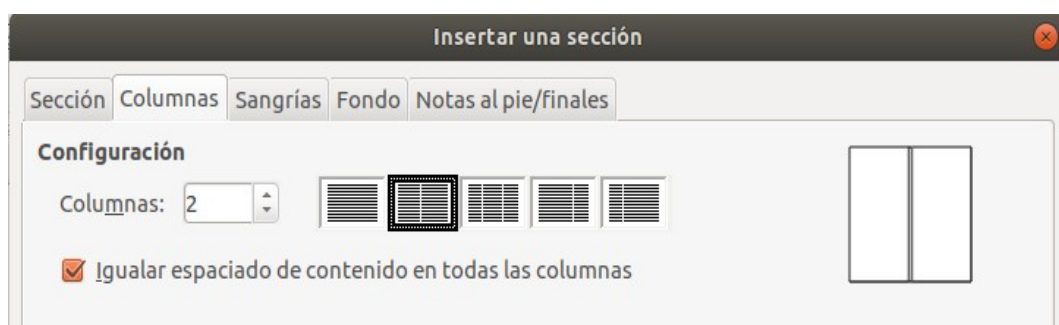 Insertar una sección
Sección Columnas Sangrías Fondo Notas al pie/finales
Configuración
Columnas: 2
Igualar espaciado de contenido en todas las columnas